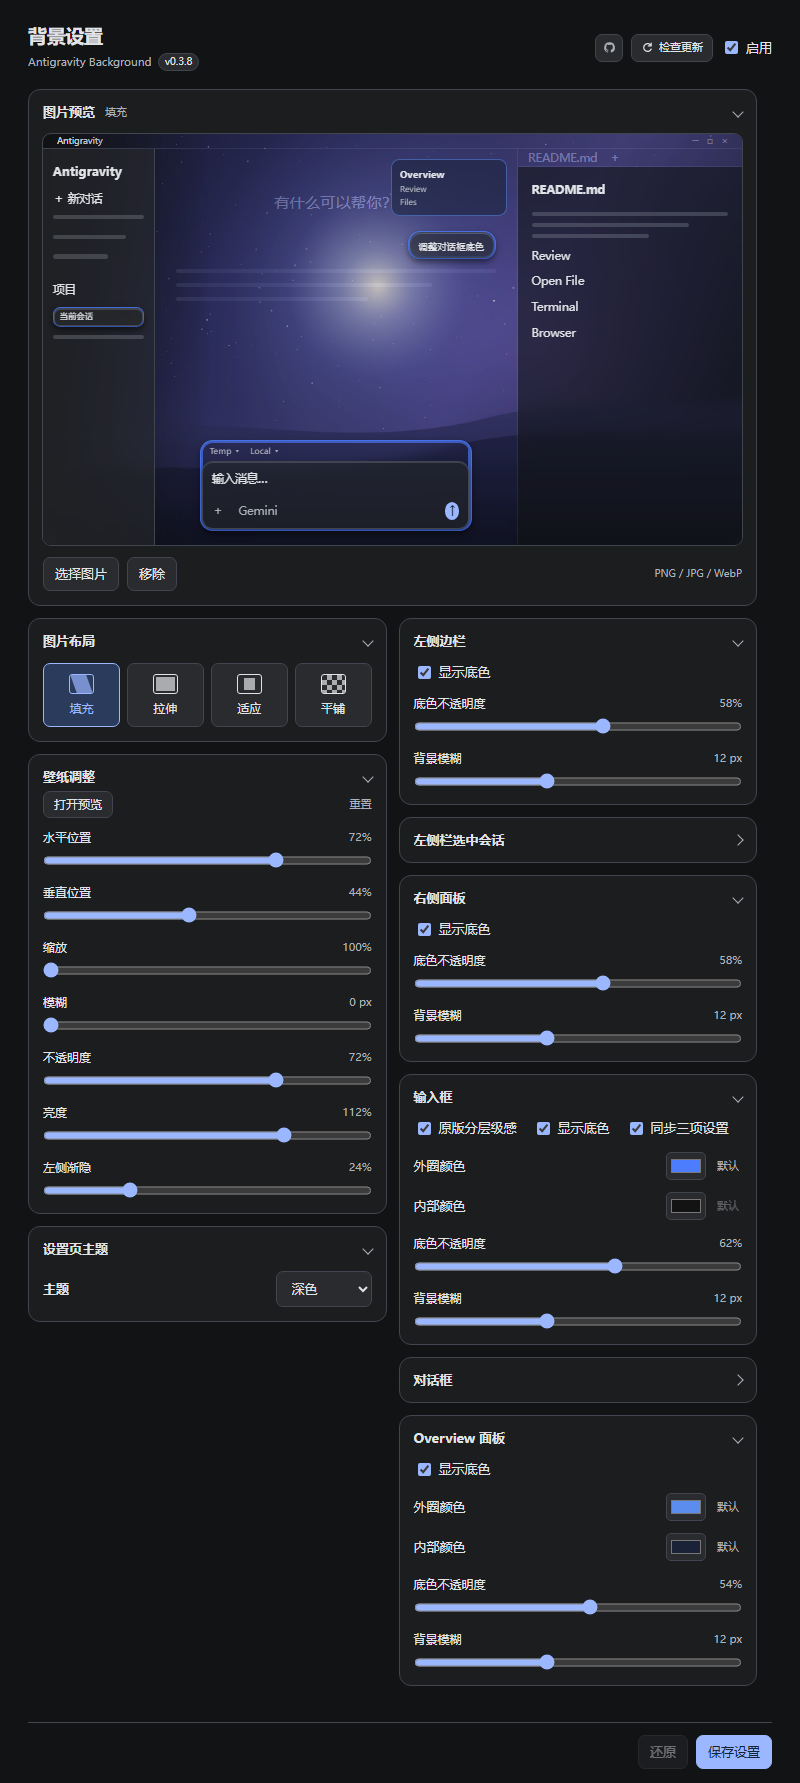 背景设置
Antigravity Background v0.3.8
检查更新 启用
图片预览 填充
Antigravity
Antigravity
+ 新对话
项目
当前会话
有什么可以帮你?
Overview
Review
Files
调整对话框底色
README.md +
README.md
Review
Open File
Terminal
Browser
Temp Local
输入消息...
+ Gemini
选择图片 移除 PNG / JPG / WebP
图片布局
填充 拉伸 适应 平铺
壁纸调整
打开预览 重置
水平位置 72%
垂直位置 44%
缩放 100%
模糊 0 px
不透明度 72%
亮度 112%
左侧渐隐 24%
设置页主题
主题 深色
左侧边栏
显示底色
底色不透明度 58%
背景模糊 12 px
左侧栏选中会话
右侧面板
显示底色
底色不透明度 58%
背景模糊 12 px
输入框
原版分层级感 显示底色 同步三项设置
外圈颜色 默认
内部颜色 默认
底色不透明度 62%
背景模糊 12 px
对话框
Overview 面板
显示底色
外圈颜色 默认
内部颜色 默认
底色不透明度 54%
背景模糊 12 px
还原 保存设置